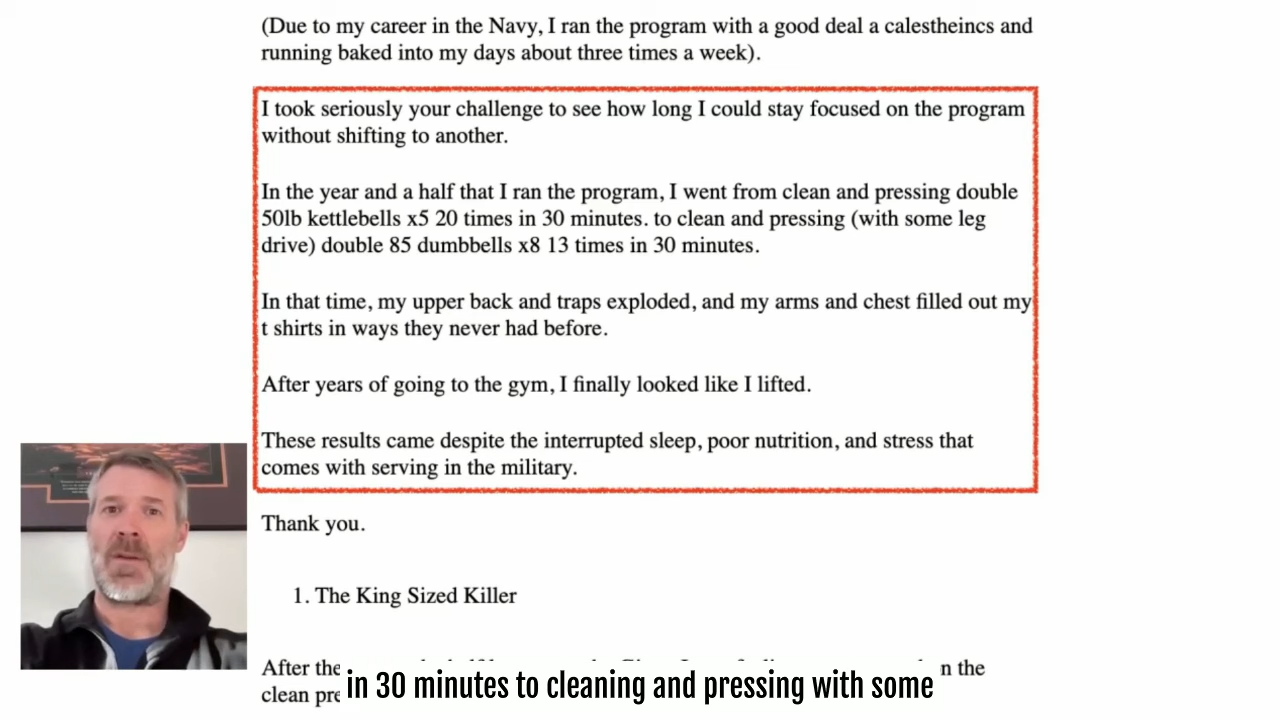 (Due to my career in the Navy, I ran the program with a good deal a calestheincs and
running baked into my days about three times a week).
I took seriously your challenge to see how long I could stay focused on the program
without shifting to another.
In the year and a half that I ran the program, I went from clean and pressing double
50lb kettlebells x5 20 times in 30 minutes. to clean and pressing (with some leg
drive) double 85 dumbbells x8 13 times in 30 minutes.
In that time, my upper back and traps exploded, and my arms and chest filled out my
t shirts in ways they never had before.
After years of going to the gym, I finally looked like I lifted.
These results came despite the interrupted sleep, poor nutrition, and stress that
comes with serving in the military.
Thank you.
1. The King Sized Killer
After the
the
clean
in 30 minutes to cleaning and pressing with some